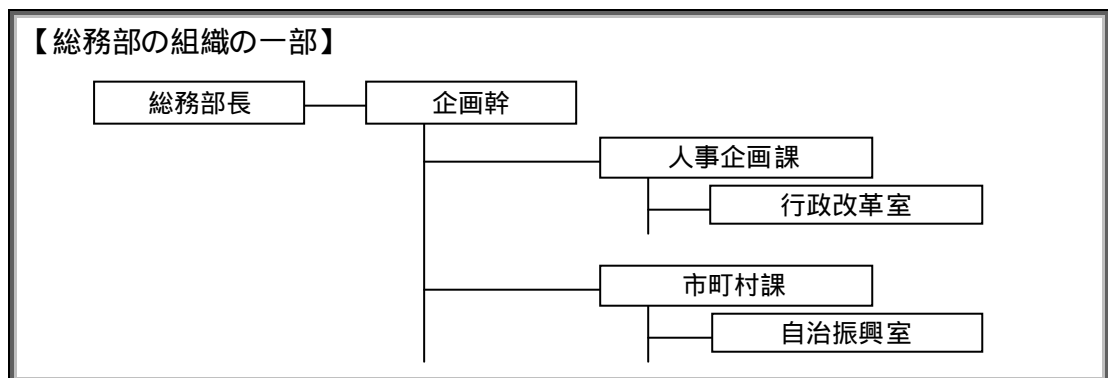 【総務部の組織の一部】
総務部長
企画幹
人事企画課
行政改革室
市町村課
自治振興室